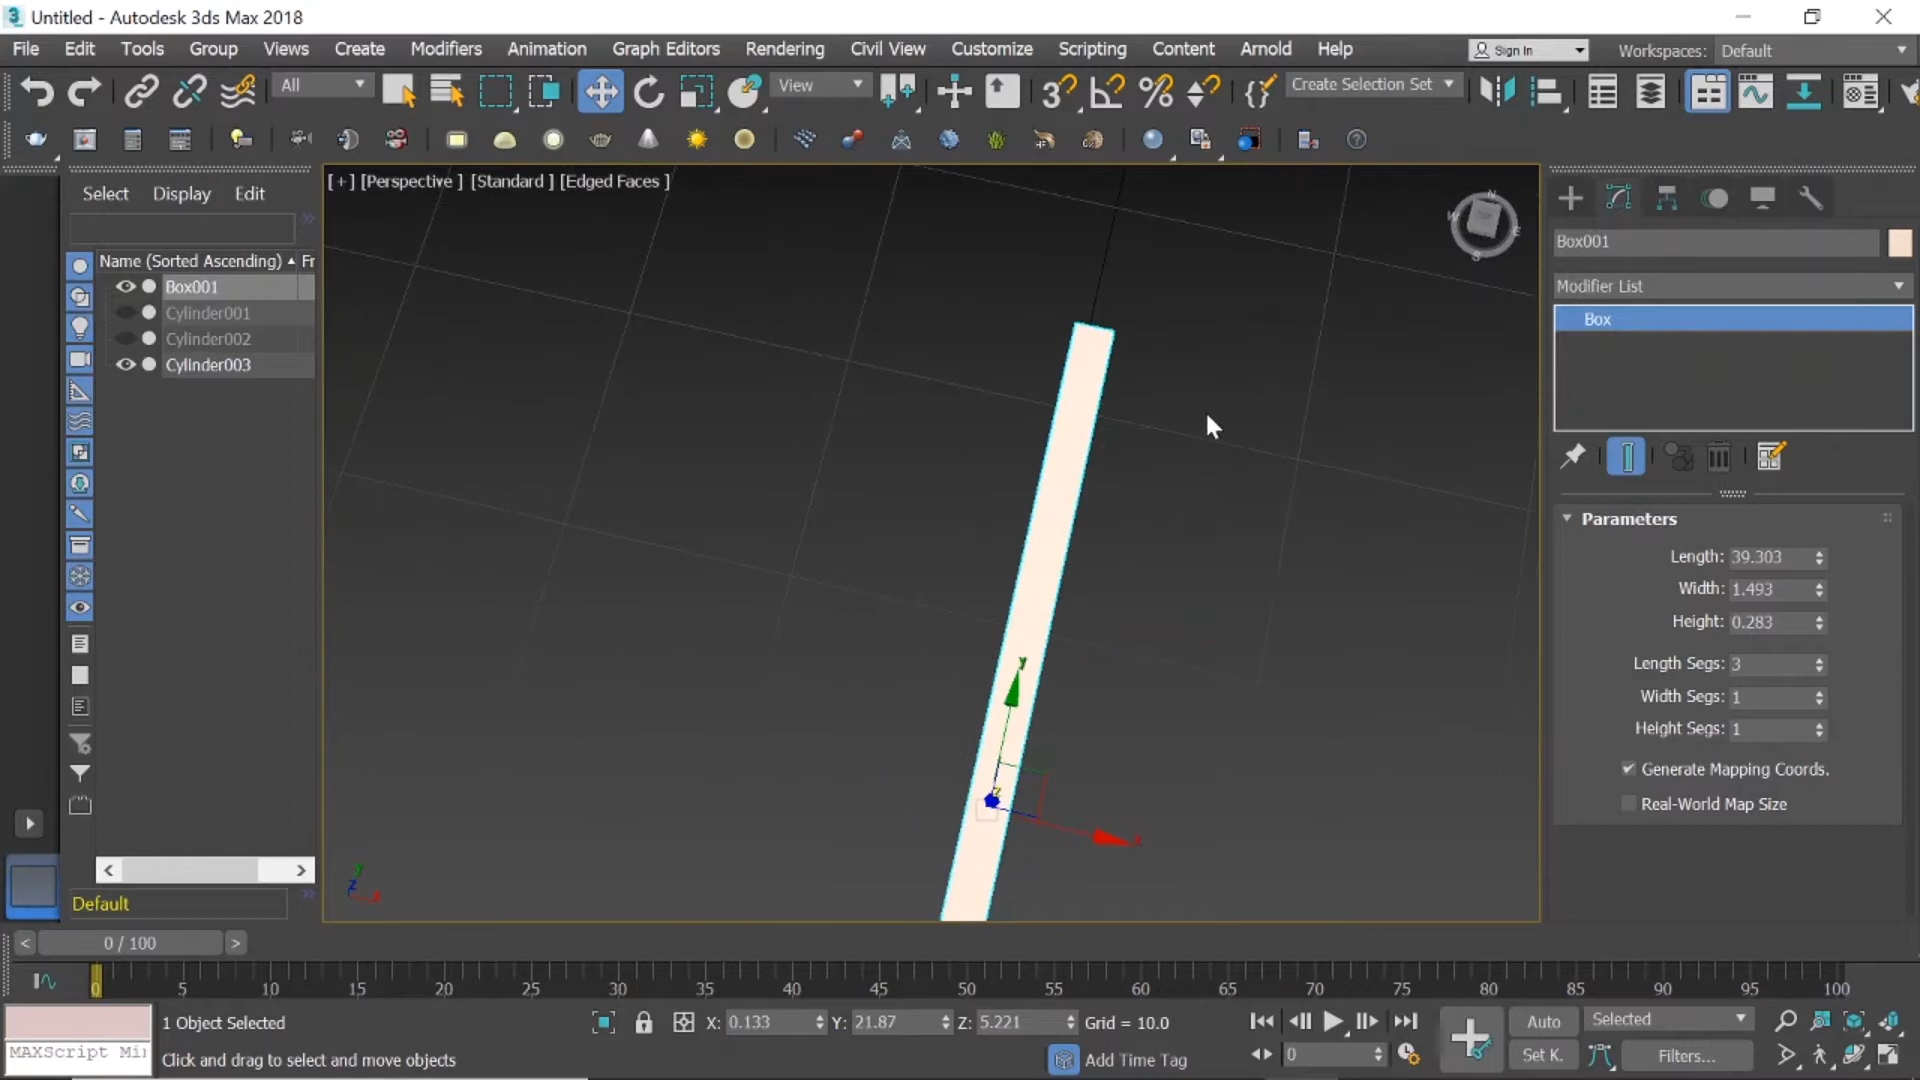 Untitled - Autodesk 3ds Max 2018
File Edit Tools Group Views Create Modifiers Animation Graph Editors Rendering Civil View Customize Scripting Content Arnold Help Sign In Workspaces: Default
All View 3 Create Selection Set
Select Display Edit
[+] [Perspective ] [Standard ] [Edged Faces ]
Box001
Name (Sorted Ascending) Fr
Modifier List
Box001
Box
Cylinder001
Cylinder002
Cylinder003
Parameters
Length: 39.303
Width: 1.493
Height: 0.283
Length Segs: 3
Width Segs: 1
Height Segs: 1
Generate Mapping Coords.
Real-World Map Size
N
W
E
S
y
z
x
y
z
x
Default
< 0 / 100 >
0 5 10 15 20 25 30 35 40 45 50 55 60 65 70 75 80 85 90 95 100
1 Object Selected X: 0.133 Y: 21.87 Z: 5.221 Grid = 10.0 Auto Selected
MAXScript Mi Click and drag to select and move objects Add Time Tag 0 Set K. Filters...